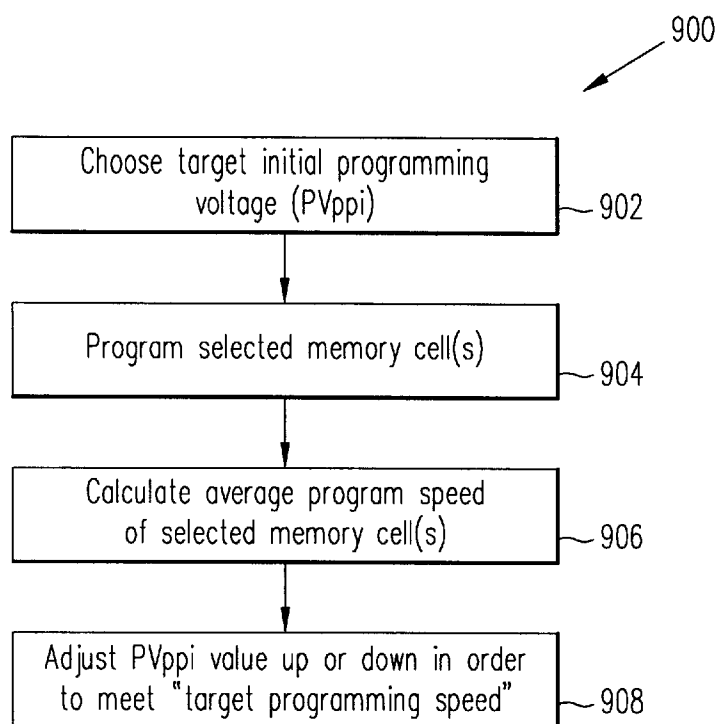 900
Choose target initial programming
voltage (PVppi)
902
Program selected memory cell(s)
904
Calculate average program speed
of selected memory cell(s)
906
Adjust PVppi value up or down in order
to meet "target programming speed"
908